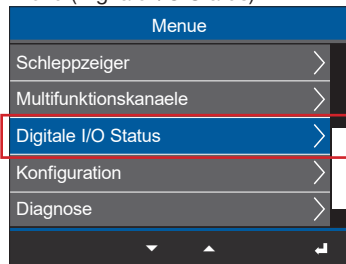 Menue
Schleppzeiger
Multifunktionskanaele
Digitale I/O Status
Konfiguration
Diagnose